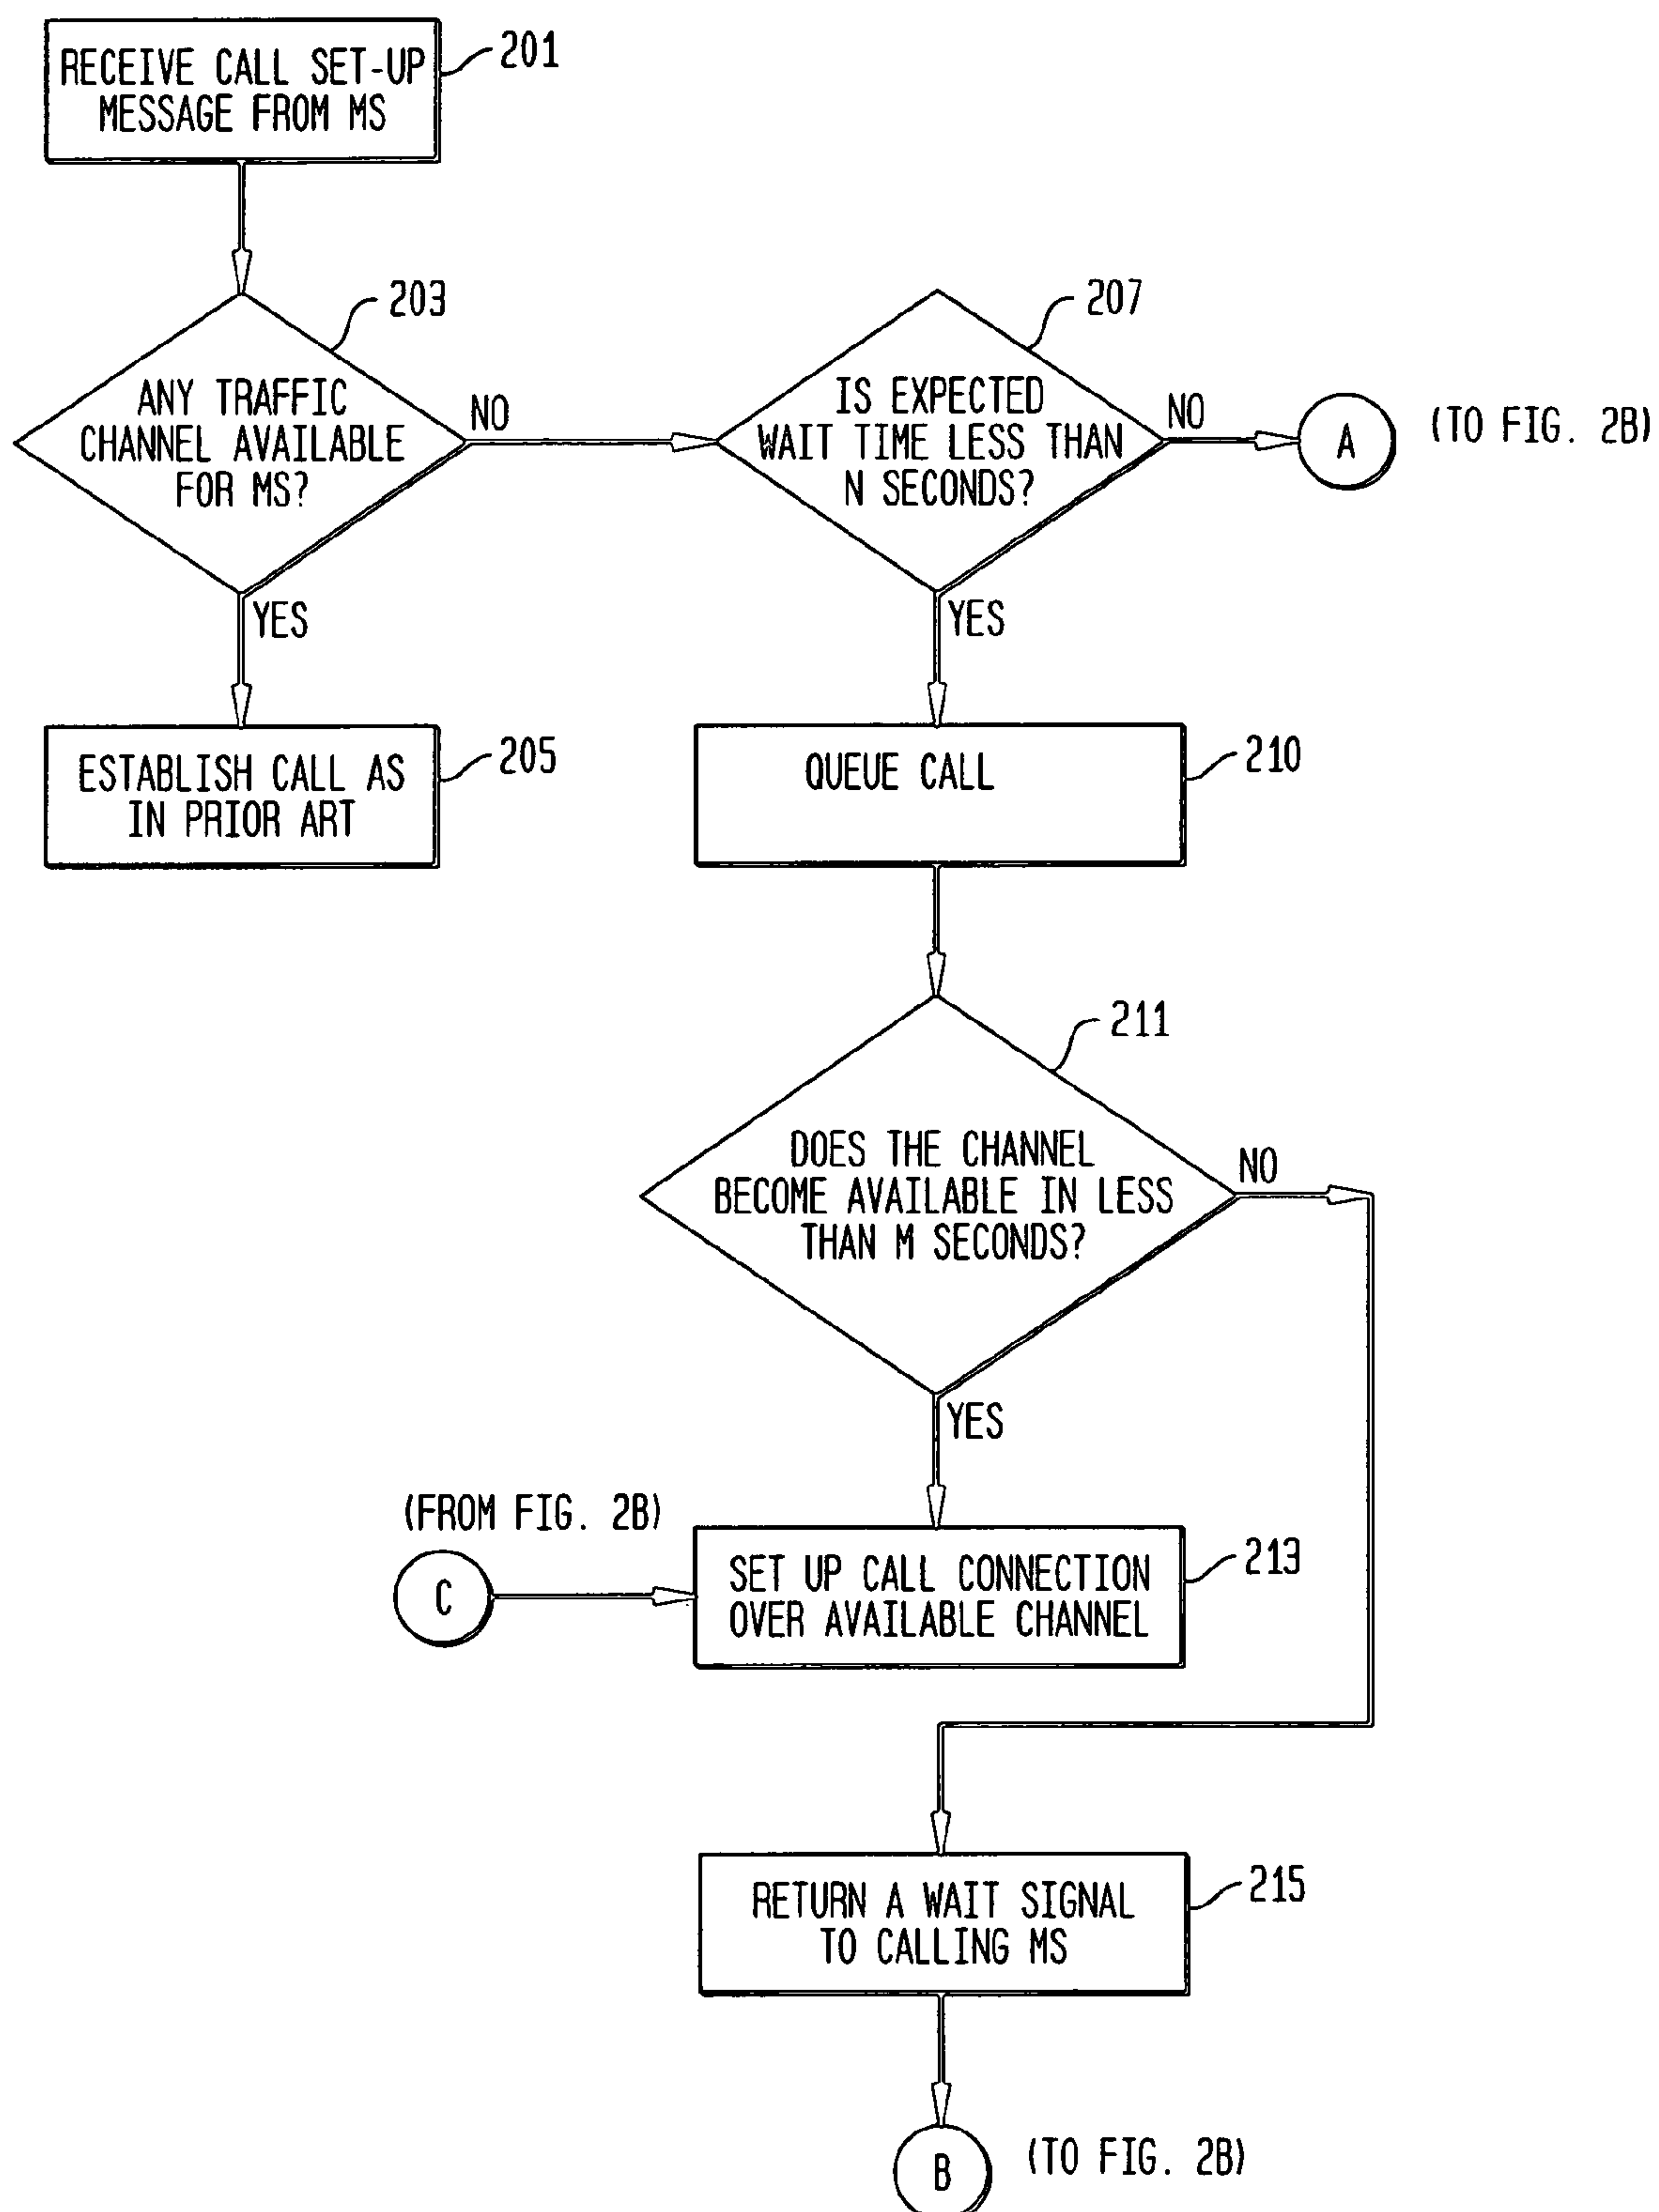 RECEIVE CALL SET-UP
MESSAGE FROM MS
201
203
ANY TRAFFIC
CHANNEL AVAILABLE
FOR MS?
NO
YES
207
IS EXPECTED
WAIT TIME LESS THAN
N SECONDS?
NO
YES
A
(TO FIG. 2B)
ESTABLISH CALL AS
IN PRIOR ART
205
QUEUE CALL
210
211
DOES THE CHANNEL
BECOME AVAILABLE IN LESS
THAN M SECONDS?
NO
YES
(FROM FIG. 2B)
C
SET UP CALL CONNECTION
OVER AVAILABLE CHANNEL
213
RETURN A WAIT SIGNAL
TO CALLING MS
215
B
(TO FIG. 2B)